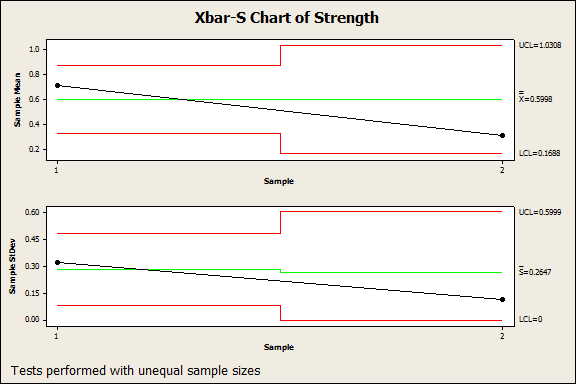 Xbar-S Chart of Strength
UCL=1.0308
1.0
0.8
0.6
0.4
0.2
Sample Mean
X=0.5998
LCL=0.1688
1
2
Sample
UCL=0.5999
0.60
0.45
0.30
0.15
0.00
Sample StDev
S=0.2647
LCL=0
1
2
Sample
Tests performed with unequal sample sizes